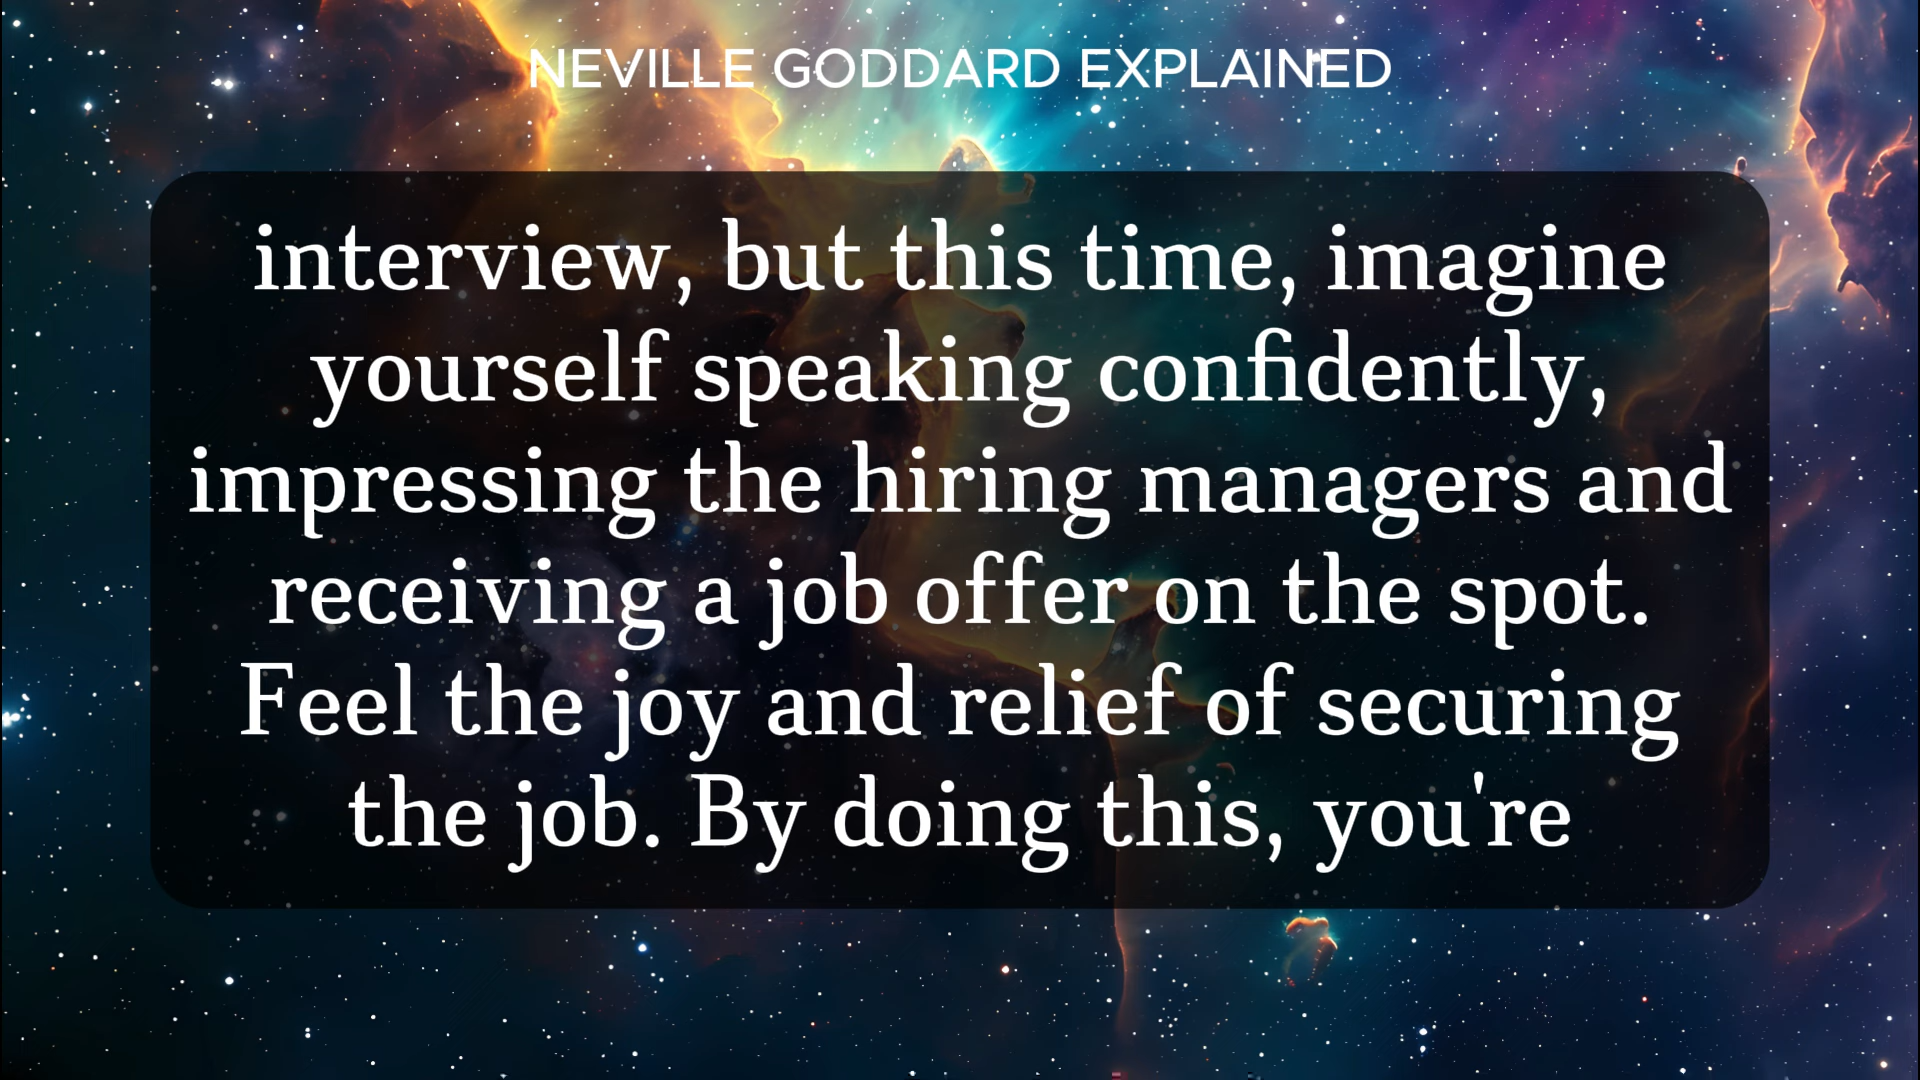 NEVILLE GODDARD EXPLAINED
interview, but this time, imagine
yourself speaking confidently,
impressing the hiring managers and
receiving a job offer on the spot.
Feel the joy and relief of securing
the job. By doing this, you're